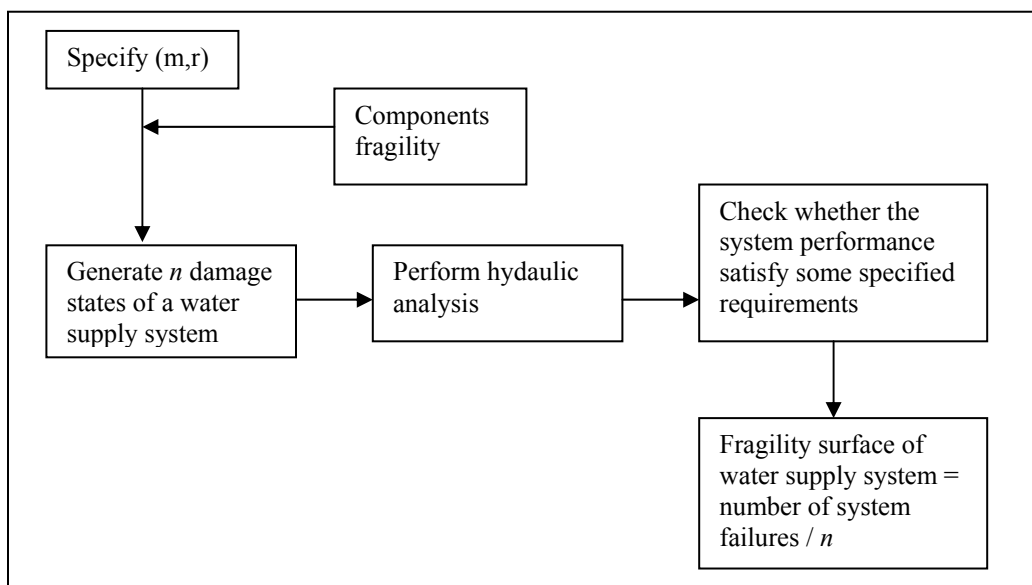 Specify (m,r)
Components
fragility
Generate n damage
states of a water
supply system
Perform hydaulic
analysis
Check whether the
system performance
satisfy some specified
requirements
Fragility surface of
water supply system =
number of system
failures / n